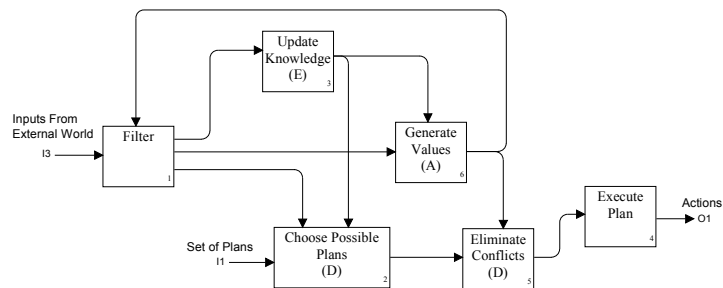 Update
Knowledge
(E)
3
Inputs From
External World
I3
Filter
1
Generate
Values
(A)
6
Execute
Plan
4
Actions
O1
Set of Plans
I1
Choose Possible
Plans
(D)
2
Eliminate
Conflicts
(D)
5